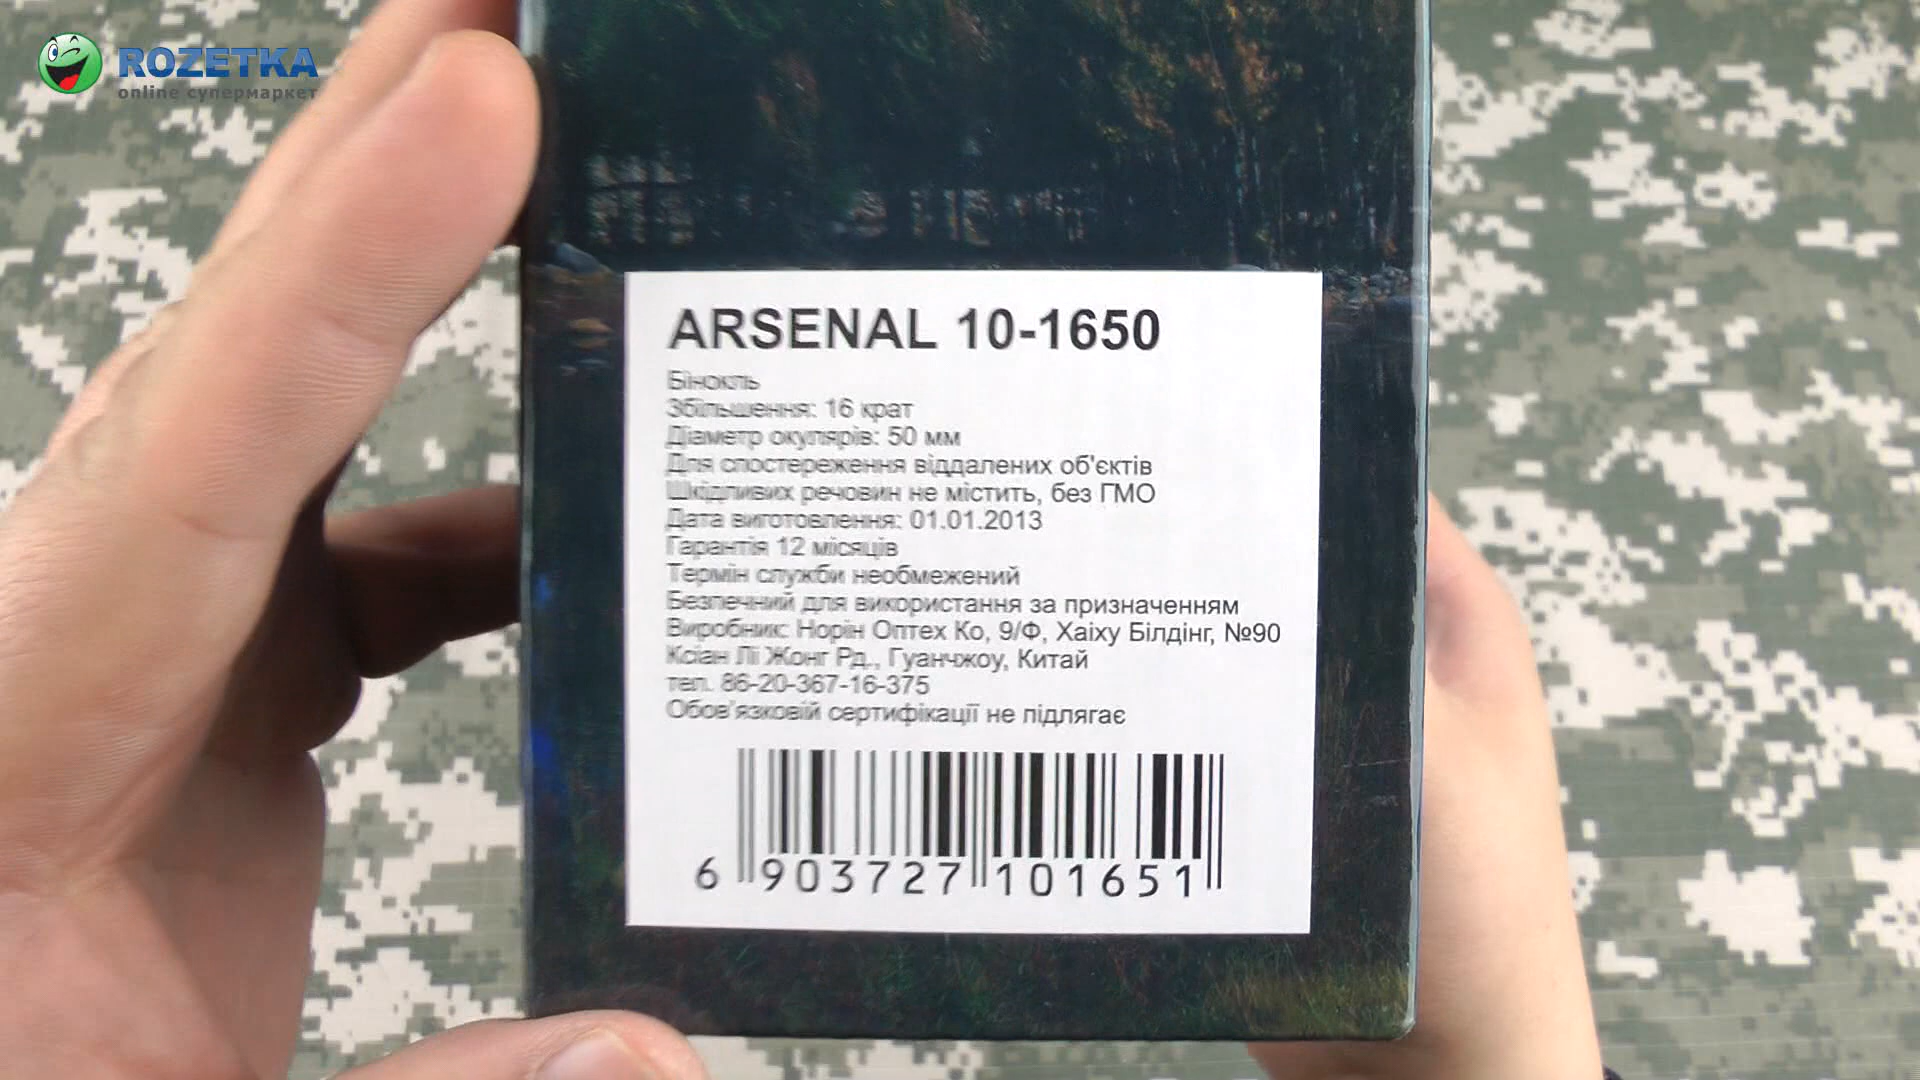 ROZETKA
online супермаркет
ARSENAL 10-1650
Бінокль
Збільшення: 16 крат
Діаметр окулярів: 50 мм
Для спостереження віддалених об'єктів
Шкідливих речовин не містить, без ГМО
Дата виготовлення: 01.01.2013
Гарантія 12 місяців
Термін служби необмежений
Безпечний для використання за призначенням
Виробник: Норін Оптех Ко, 9/Ф, Хаіху Білдінг, №90
Ксіан Лі Жонг Рд., Гуанчжоу, Китай
тел. 86-20-367-16-375
Обов'язковій сертифікації не підлягає
6 903727 101651